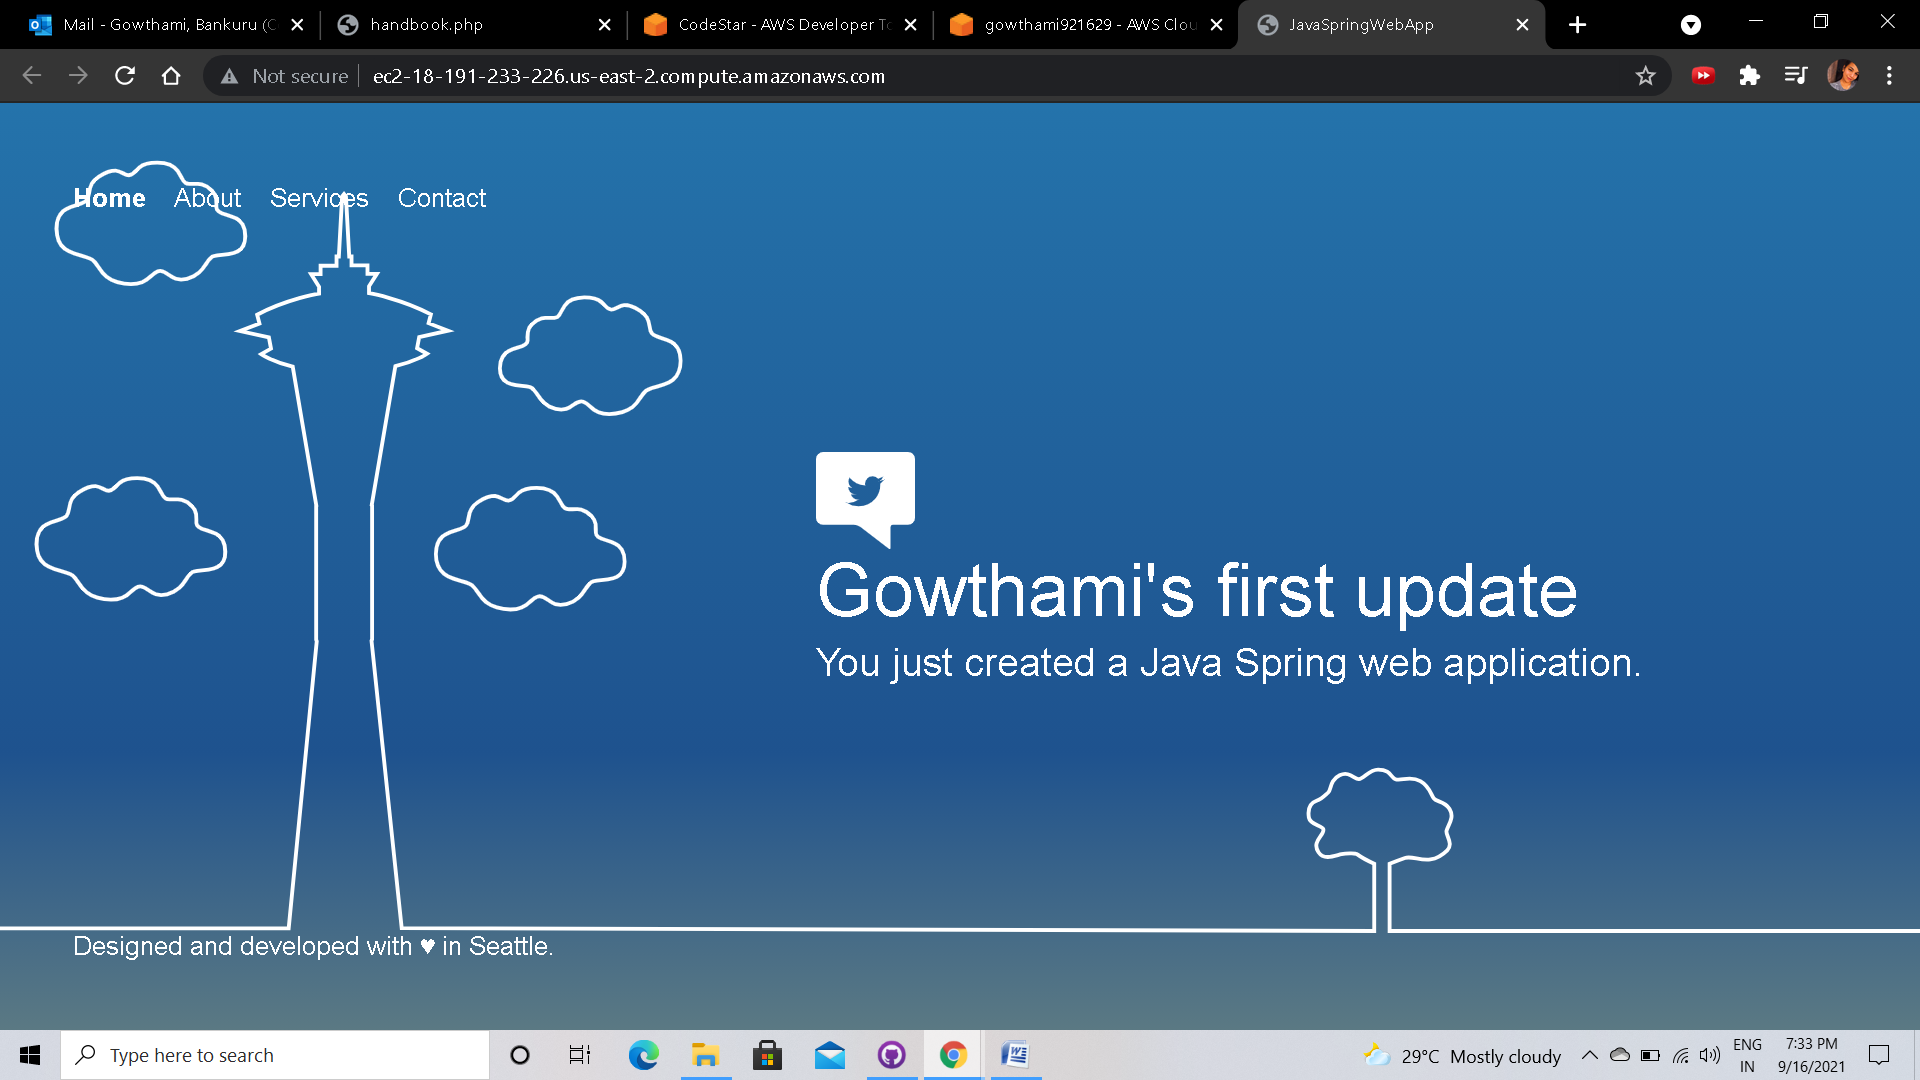 Mail - Gowthami, Bankuru (C
handbook.php
CodeStar - AWS Developer To
gowthami921629 - AWS Clou
JavaSpringWebApp
Not secure
ec2-18-191-233-226.us-east-2.compute.amazonaws.com
Home About Services Contact
Gowthami's first update
You just created a Java Spring web application.
Designed and developed with ♥ in Seattle.
Type here to search
29°C Mostly cloudy
ENG
IN
7:33 PM
9/16/2021